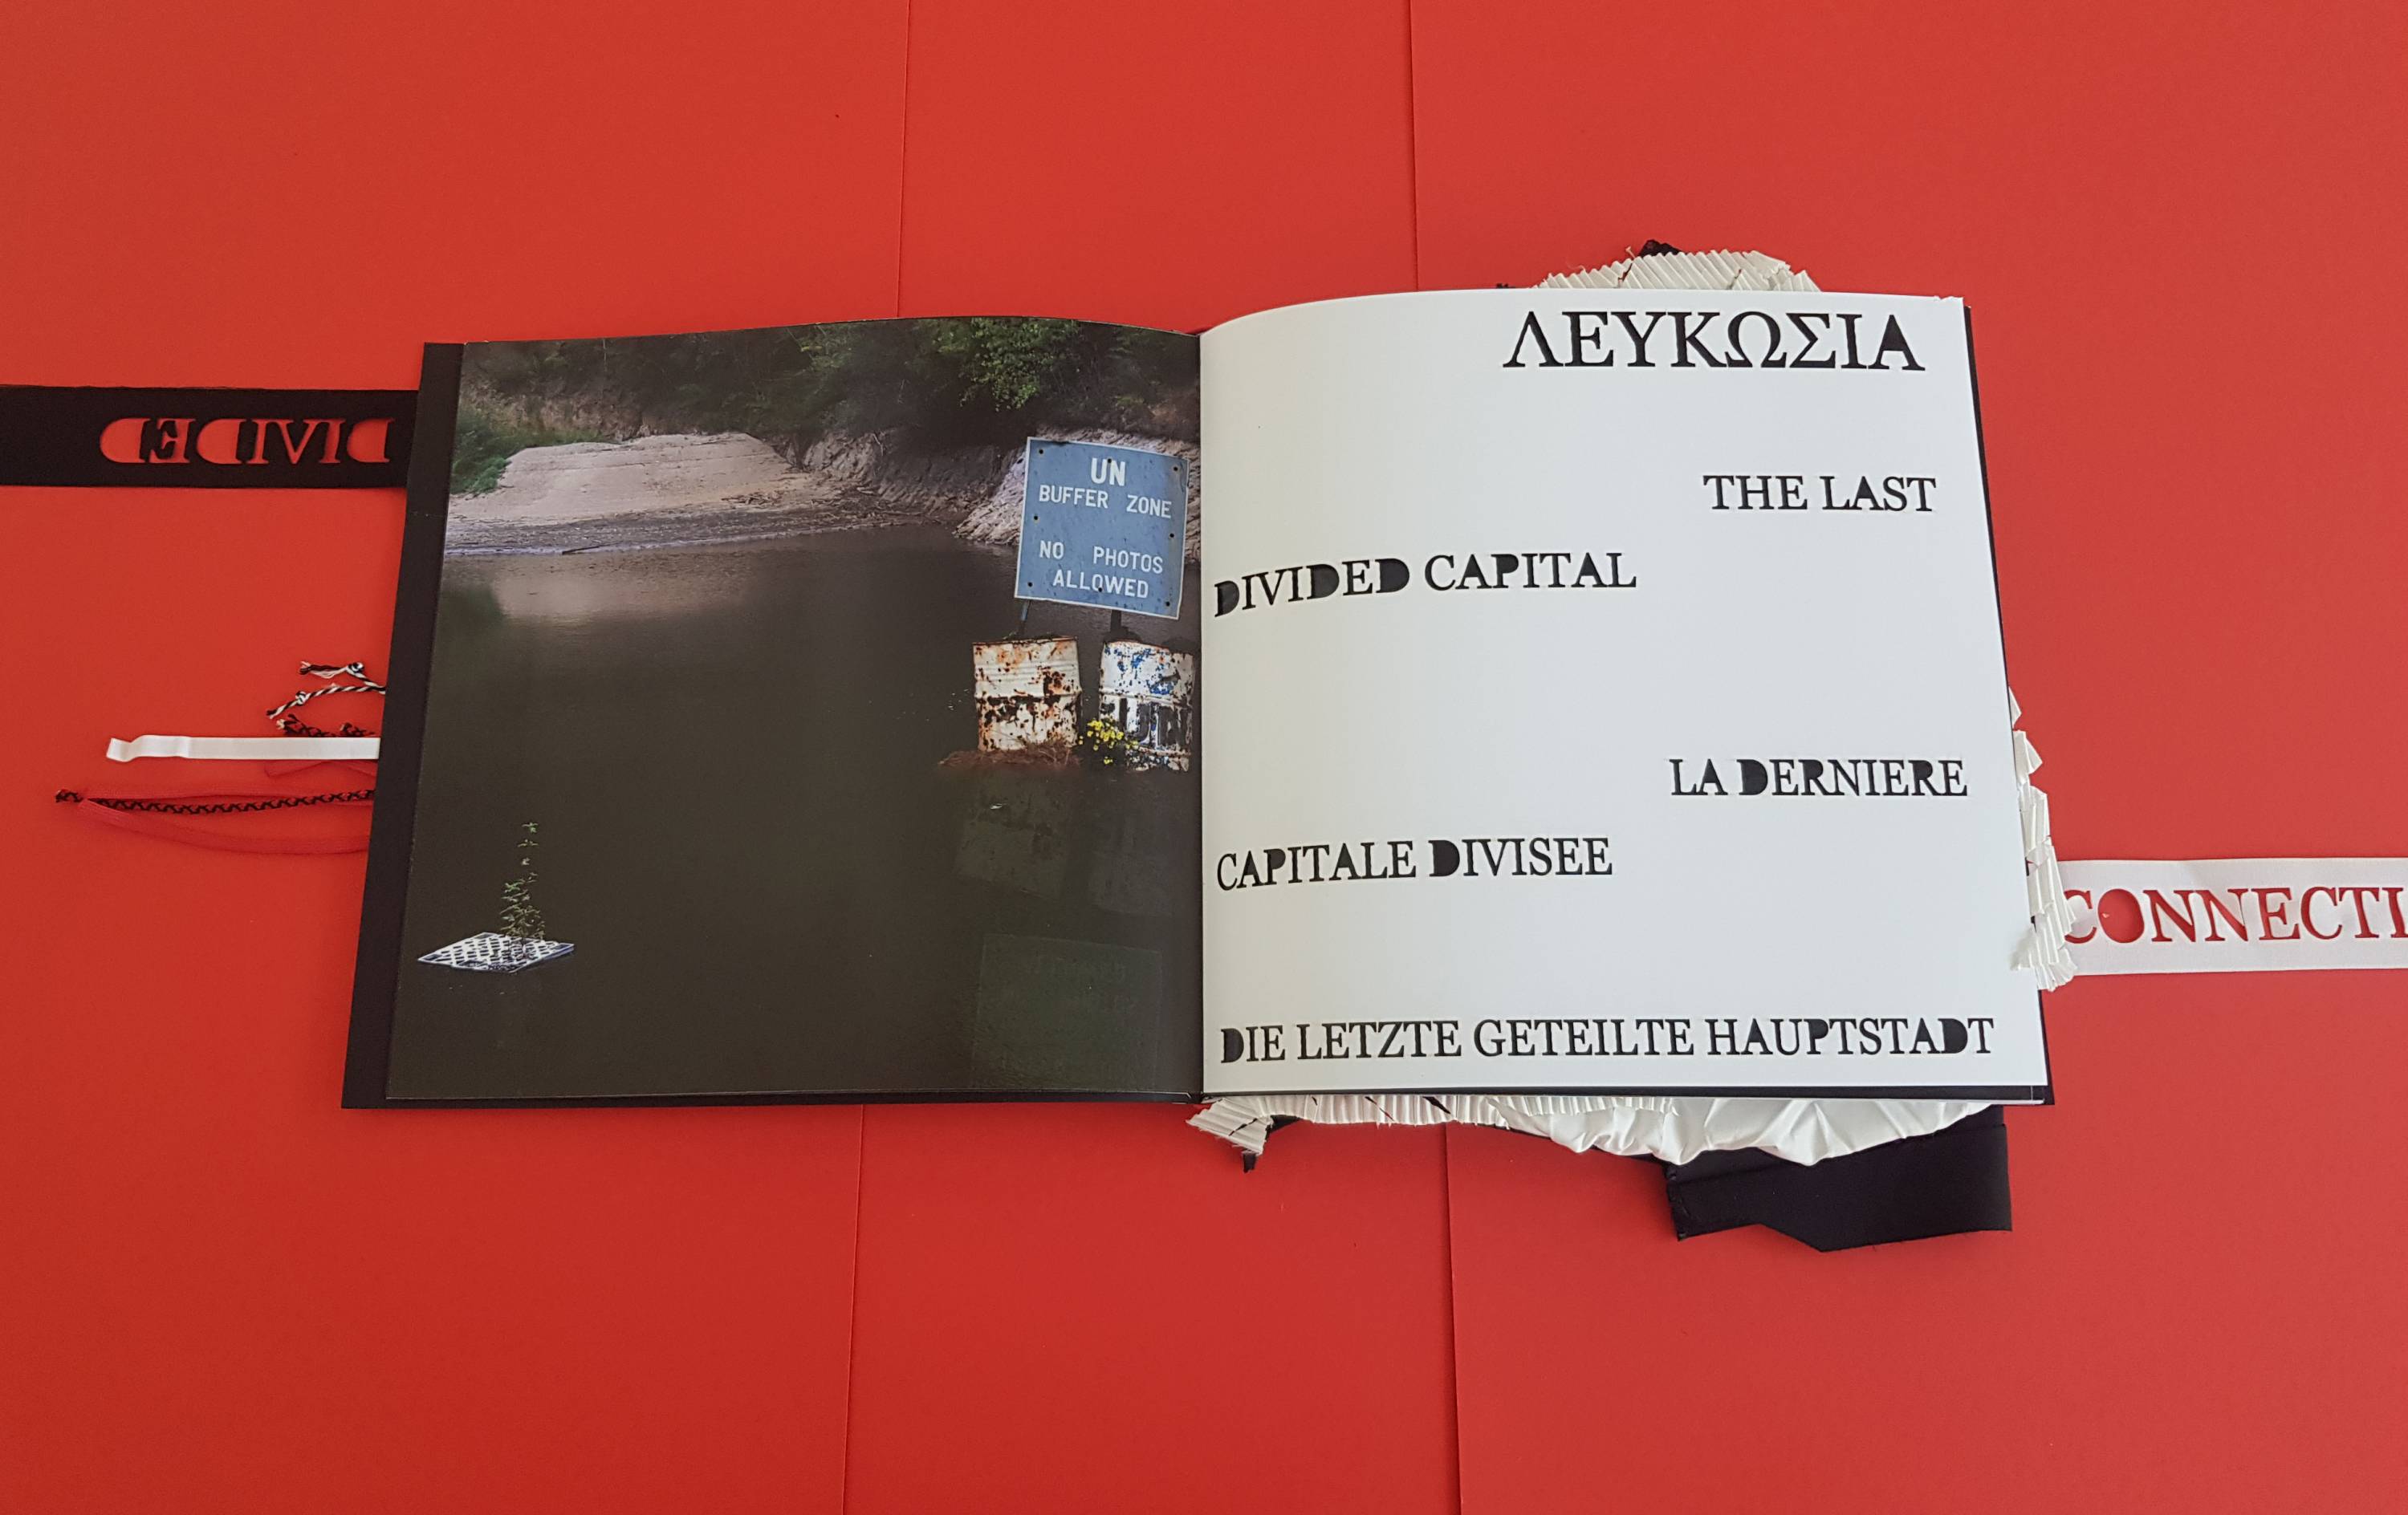 DIVIDED
UN
BUFFER ZONE
NO PHOTOS
ALLOWED
ΛΕΥΚΩΣΙΑ
THE LAST
DIVIDED CAPITAL
LA DERNIERE
CAPITALE DIVISEE
DIE LETZTE GETEILTE HAUPTSTADT
CONNECTI